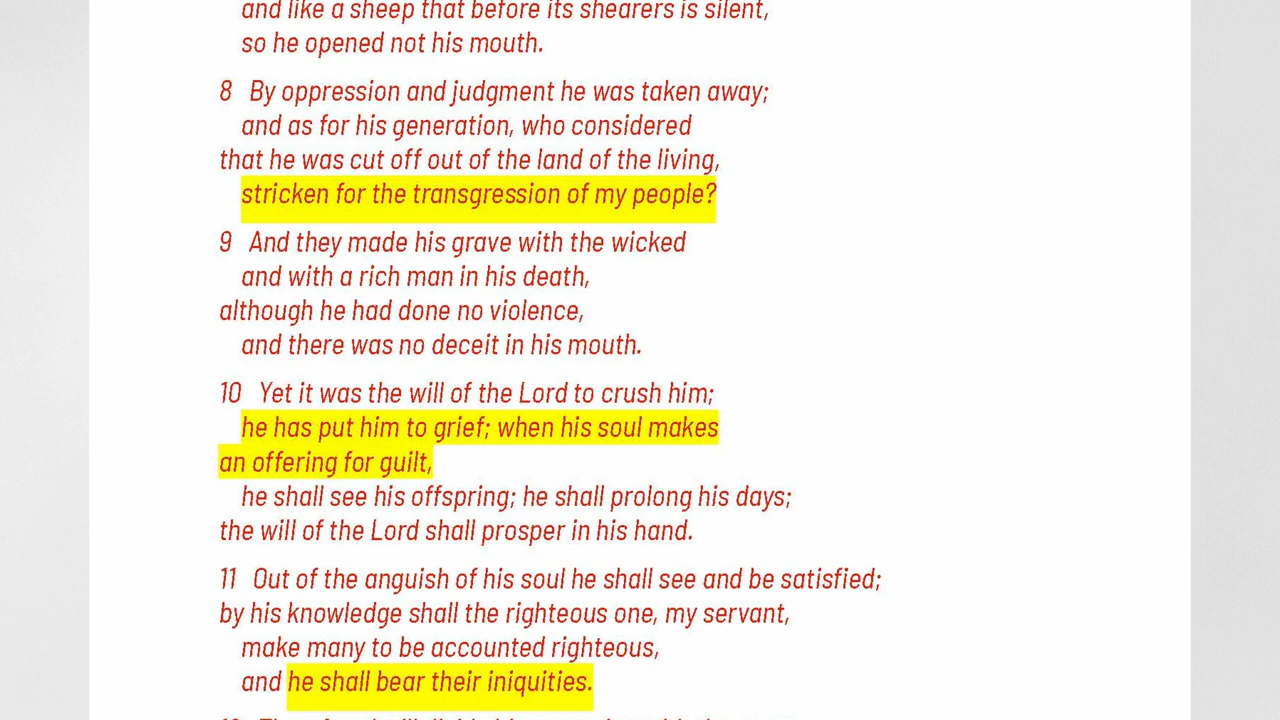 and like a sheep that before its shearers is silent,
so he opened not his mouth.
8 By oppression and judgment he was taken away;
and as for his generation, who considered
that he was cut off out of the land of the living,
stricken for the transgression of my people?
9 And they made his grave with the wicked
and with a rich man in his death,
although he had done no violence,
and there was no deceit in his mouth.
10 Yet it was the will of the Lord to crush him;
he has put him to grief; when his soul makes
an offering for guilt,
he shall see his offspring; he shall prolong his days;
the will of the Lord shall prosper in his hand.
11 Out of the anguish of his soul he shall see and be satisfied;
by his knowledge shall the righteous one, my servant,
make many to be accounted righteous,
and he shall bear their iniquities.